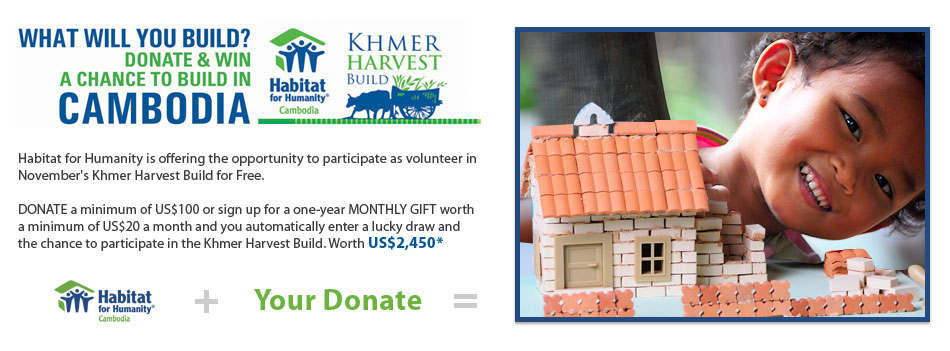 WHAT WILL YOU BUILD?
DONATE & WIN
A CHANCE TO BUILD IN
CAMBODIA
Habitat
for Humanity®
Cambodia
KHMER
HARVEST
BUILD
Habitat for Humanity is offering the opportunity to participate as volunteer in
November's Khmer Harvest Build for Free.
DONATE a minimum of US$100 or sign up for a one-year MONTHLY GIFT worth
a minimum of US$20 a month and you automatically enter a lucky draw and
the chance to participate in the Khmer Harvest Build. Worth US$2,450*
Habitat
for Humanity®
Cambodia
+ Your Donate =